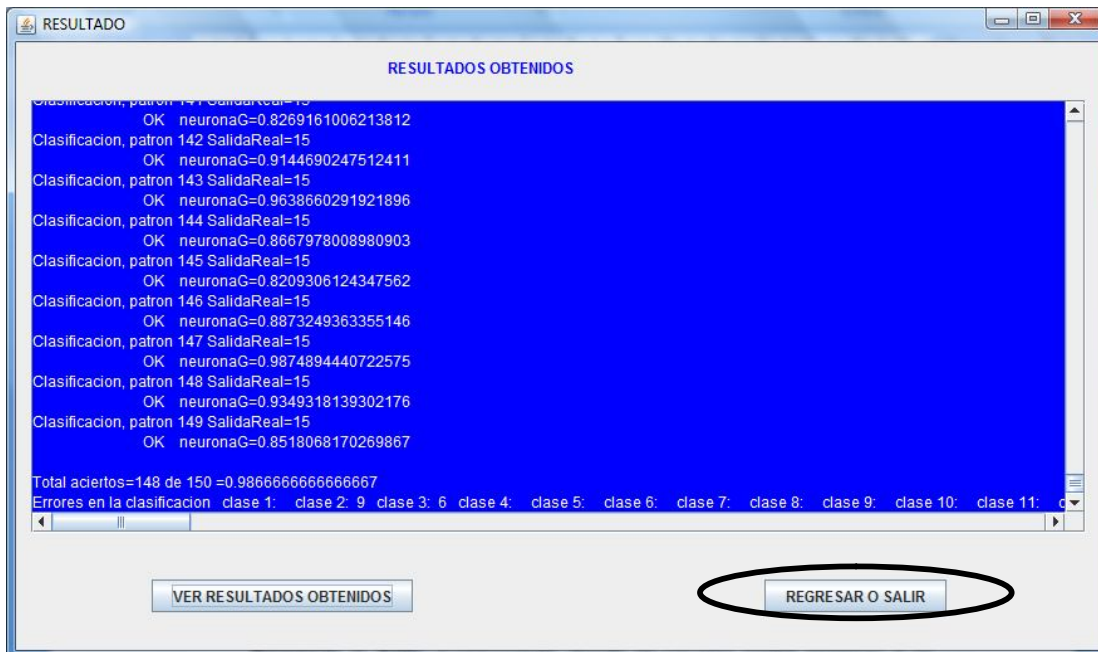 RESULTADO
RESULTADOS OBTENIDOS
Clasificacion, patron 141 SalidaReal=15
OK neuronaG=0.8269161006213812
Clasificacion, patron 142 SalidaReal=15
OK neuronaG=0.9144690247512411
Clasificacion, patron 143 SalidaReal=15
OK neuronaG=0.9638660291921896
Clasificacion, patron 144 SalidaReal=15
OK neuronaG=0.8667978008980903
Clasificacion, patron 145 SalidaReal=15
OK neuronaG=0.8209306124347562
Clasificacion, patron 146 SalidaReal=15
OK neuronaG=0.8873249363355146
Clasificacion, patron 147 SalidaReal=15
OK neuronaG=0.9874894440722575
Clasificacion, patron 148 SalidaReal=15
OK neuronaG=0.9349318139302176
Clasificacion, patron 149 SalidaReal=15
OK neuronaG=0.8518068170269867
Total aciertos=148 de 150 =0.9866666666666667
Errores en la clasificacion clase 1: clase 2: 9 clase 3: 6 clase 4: clase 5: clase 6: clase 7: clase 8: clase 9: clase 10: clase 11:
VER RESULTADOS OBTENIDOS
REGRESAR O SALIR